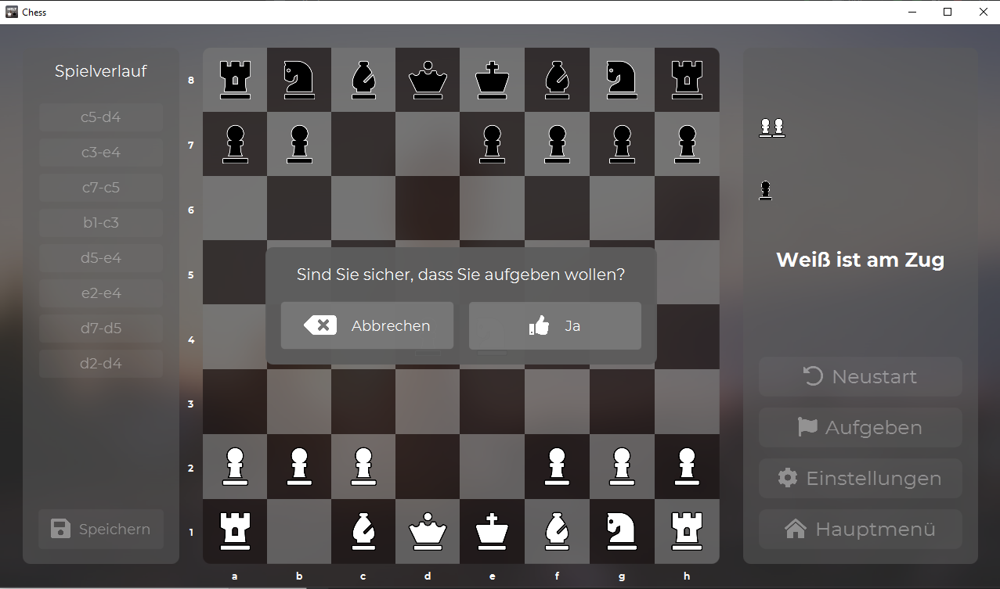 Chess
Spielverlauf
c5-d4
c3-e4
c7-c5
b1-c3
d5-e4
e2-e4
d7-d5
d2-d4
Speichern
8
7
6
5
4
3
2
1
a b c d e f g h
Sind Sie sicher, dass Sie aufgeben wollen?
Abbrechen
Ja
Weiß ist am Zug
Neustart
Aufgeben
Einstellungen
Hauptmenü